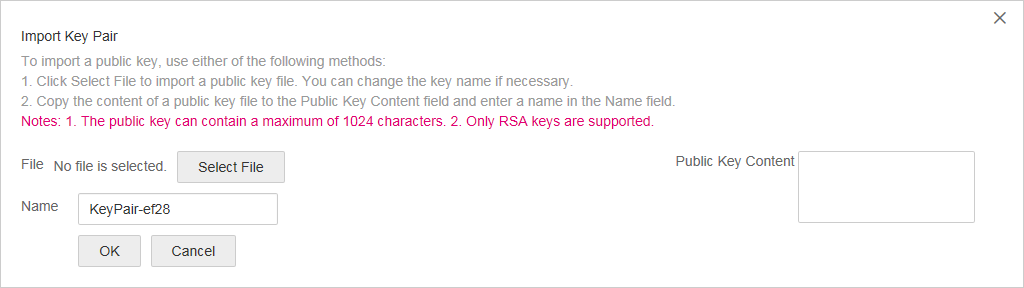 Import Key Pair
To import a public key, use either of the following methods:
1. Click Select File to import a public key file. You can change the key name if necessary.
2. Copy the content of a public key file to the Public Key Content field and enter a name in the Name field.
Notes: 1. The public key can contain a maximum of 1024 characters. 2. Only RSA keys are supported.
File No file is selected. Select File Public Key Content
Name KeyPair-ef28
OK Cancel